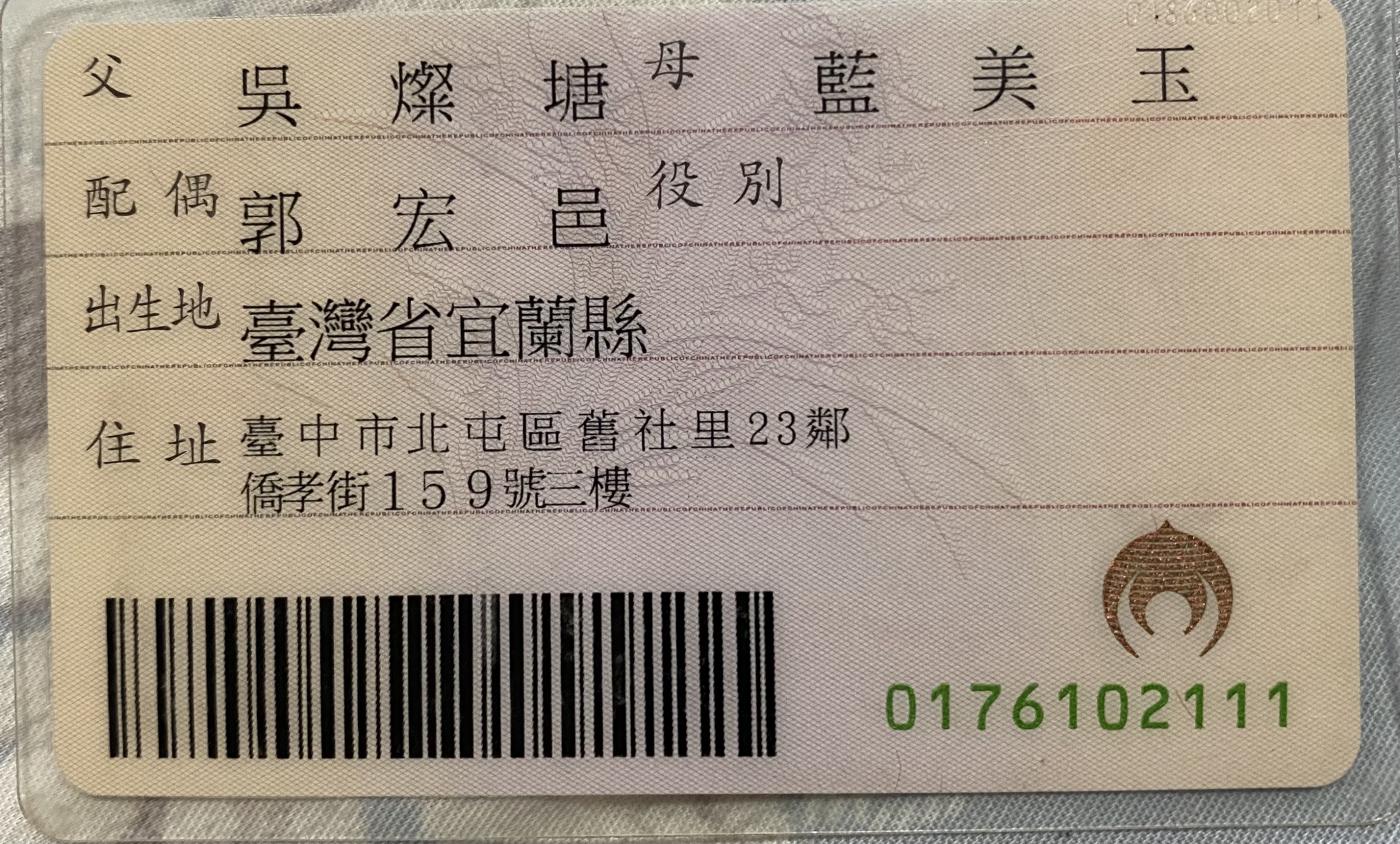 父 吳燦塘 母 藍美玉
配偶 郭宏邑 役別
出生地 臺灣省宜蘭縣
住址 臺中市北屯區舊社里23鄰
僑孝街159號三樓
0176102111